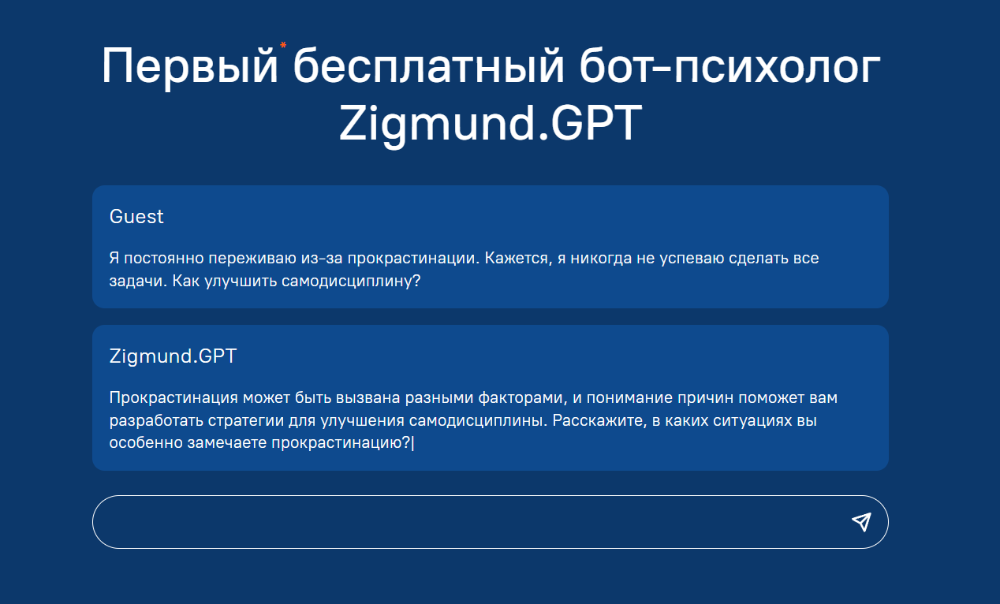 Первый* бесплатный бот-психолог
Zigmund.GPT
Guest
Я постоянно переживаю из-за прокрастинации. Кажется, я никогда не успеваю сделать все
задачи. Как улучшить самодисциплину?
Zigmund.GPT
Прокрастинация может быть вызвана разными факторами, и понимание причин поможет вам
разработать стратегии для улучшения самодисциплины. Расскажите, в каких ситуациях вы
особенно замечаете прокрастинацию?|